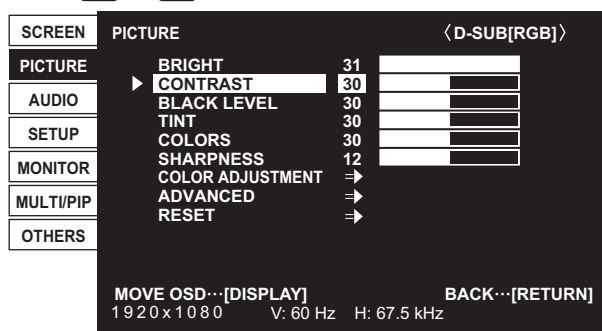 SCREEN
PICTURE
AUDIO
SETUP
MONITOR
MULTI/PIP
OTHERS
PICTURE 〈D-SUB[RGB]〉
BRIGHT 31
CONTRAST 30
BLACK LEVEL 30
TINT 30
COLORS 30
SHARPNESS 12
COLOR ADJUSTMENT
ADVANCED
RESET
MOVE OSD···[DISPLAY] BACK···[RETURN]
1920x1080 V: 60 Hz H: 67.5 kHz